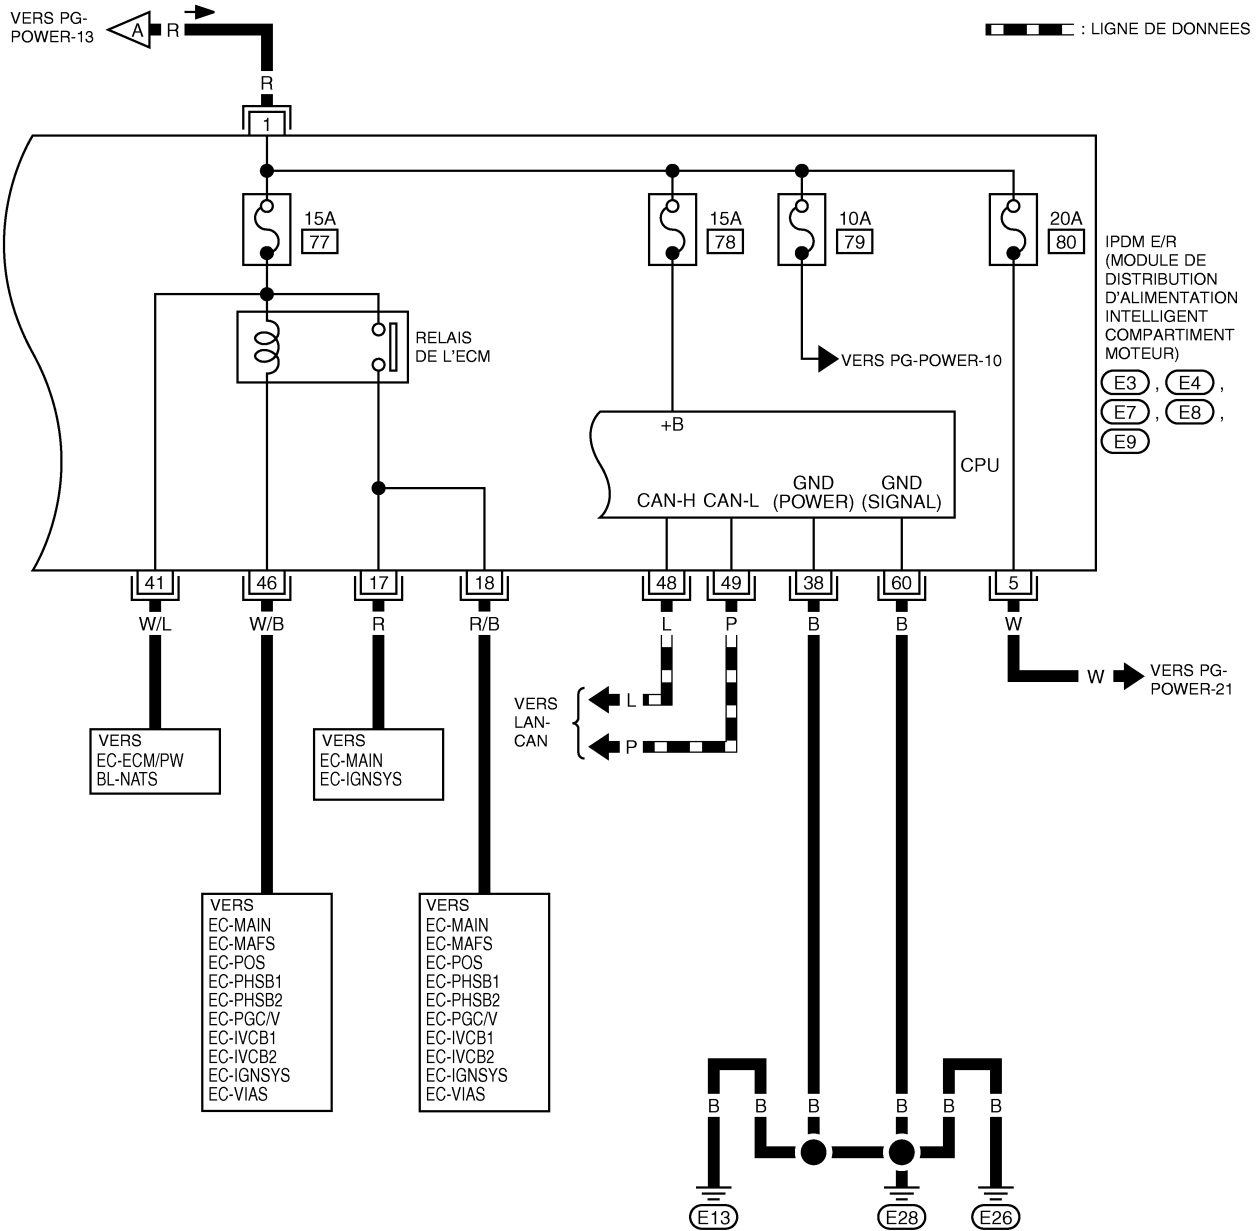 VERS PG-
POWER-13
A
R
: LIGNE DE DONNEES
R
1
15A
77
15A
78
10A
79
20A
80
IPDM E/R
(MODULE DE
DISTRIBUTION
D'ALIMENTATION
INTELLIGENT
COMPARTIMENT
MOTEUR)
E3 , E4 ,
E7 , E8 ,
E9
RELAIS
DE L'ECM
VERS PG-POWER-10
+B
CPU
CAN-H
CAN-L
GND
(POWER)
GND
(SIGNAL)
41
46
17
18
48
49
38
60
5
W/L
W/B
R
R/B
L
P
B
B
W
W
VERS PG-
POWER-21
VERS
LAN-
CAN
L
P
VERS
EC-ECM/PW
BL-NATS
VERS
EC-MAIN
EC-IGNSYS
VERS
EC-MAIN
EC-MAFS
EC-POS
EC-PHSB1
EC-PHSB2
EC-PGC/V
EC-IVCB1
EC-IVCB2
EC-IGNSYS
EC-VIAS
VERS
EC-MAIN
EC-MAFS
EC-POS
EC-PHSB1
EC-PHSB2
EC-PGC/V
EC-IVCB1
EC-IVCB2
EC-IGNSYS
EC-VIAS
B
B
B
B
B
B
E13
E28
E26